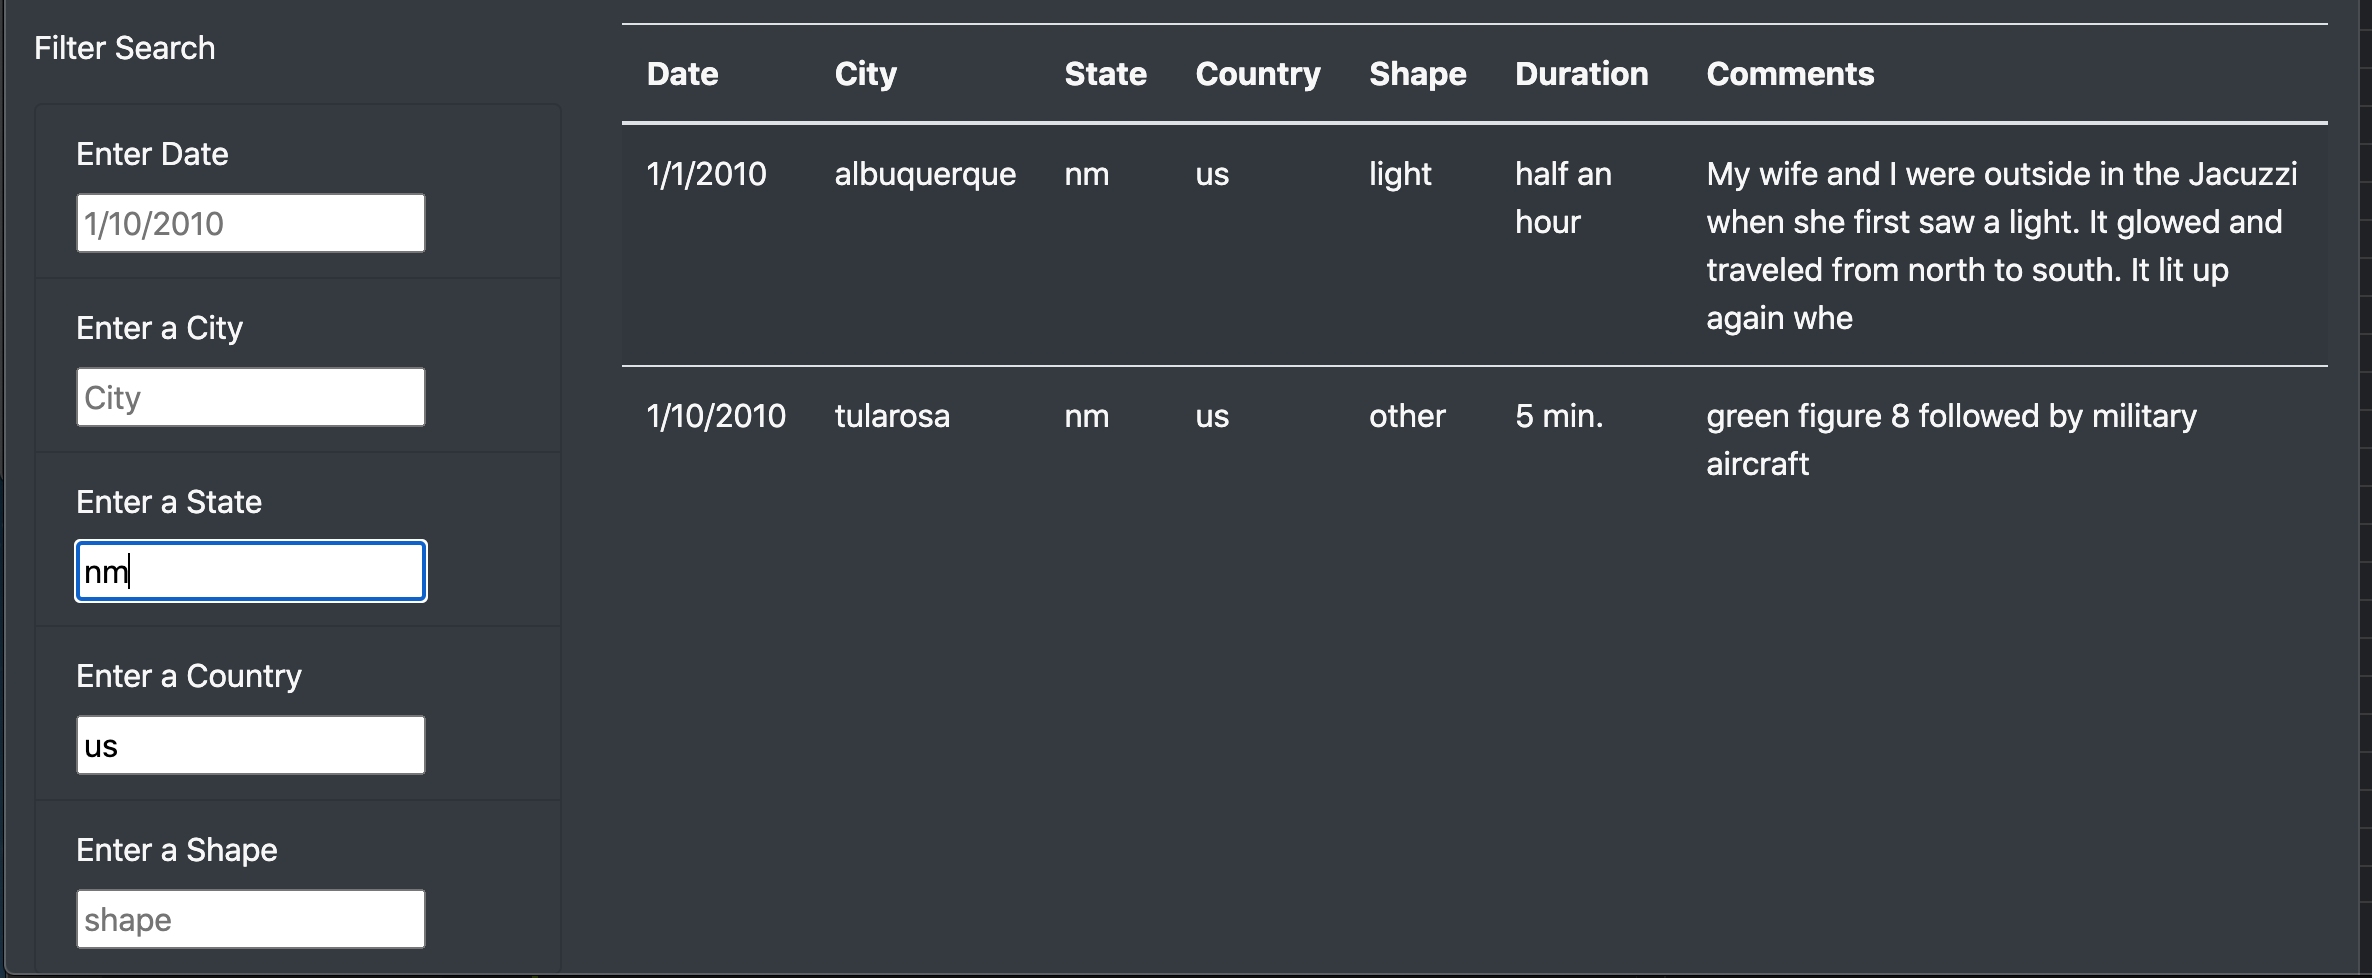 Filter Search
Enter Date
1/10/2010
Enter a City
City
Enter a State
nm
Enter a Country
us
Enter a Shape
shape
Date City State Country Shape Duration Comments
1/1/2010 albuquerque nm us light half an My wife and I were outside in the Jacuzzi
hour when she first saw a light. It glowed and
traveled from north to south. It lit up
again whe
1/10/2010 tularosa nm us other 5 min. green figure 8 followed by military
aircraft